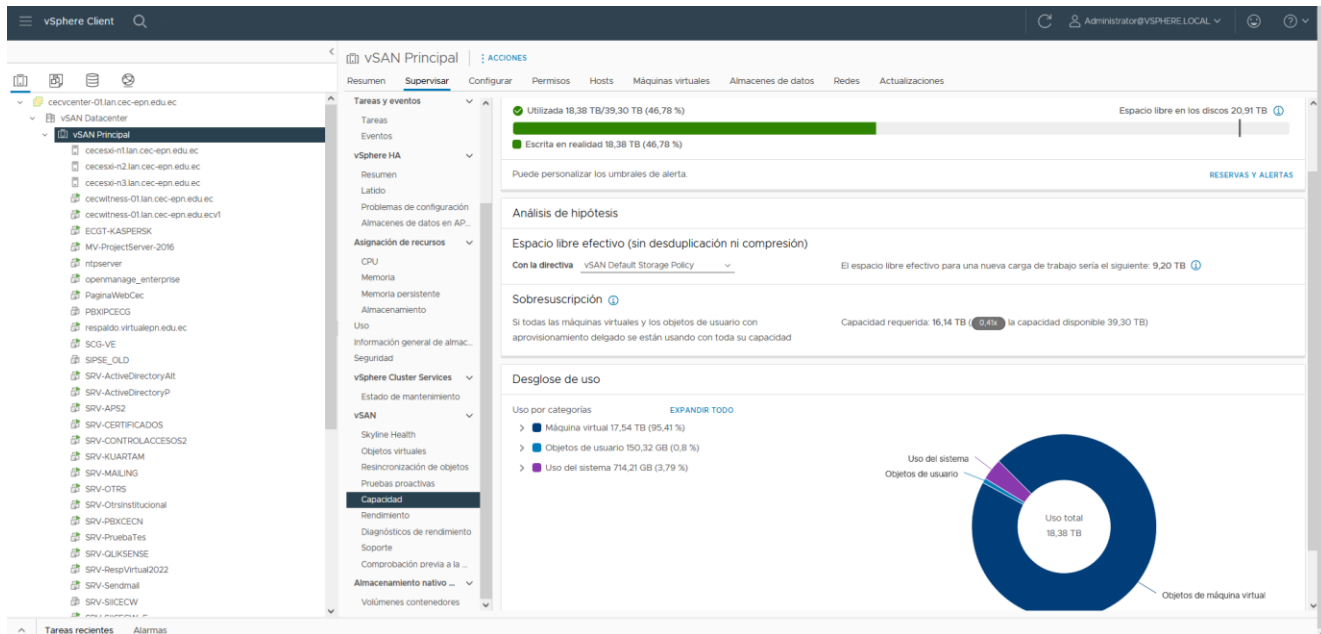 vSphere Client
Administrator@VSPHERE.LOCAL
vSAN Principal
ACCIONES
Resumen Supervisar Configurar Permisos Hosts Máquinas virtuales Almacenes de datos Redes Actualizaciones
cecvcenter-01.lan.cec-epn.edu.ec
vSAN Datacenter
vSAN Principal
cecesxi-n1.lan.cec-epn.edu.ec
cecesxi-n2.lan.cec-epn.edu.ec
cecesxi-n3.lan.cec-epn.edu.ec
cecwitness-01.lan.cec-epn.edu.ec
cecwitness-01.lan.cec-epn.edu.ecv1
ECGT-KASPERSK
MV-ProjectServer-2016
ntpserver
openmanage_enterprise
PaginaWebCec
PBXIPCECG
respaldo.virtualepn.edu.ec
SCG-VE
SIPSE_OLD
SRV-ActiveDirectoryAlt
SRV-ActiveDirectoryP
SRV-APS2
SRV-CERTIFICADOS
SRV-CONTROLACCESOS2
SRV-KUARTAM
SRV-MAILING
SRV-OTRS
SRV-OtrsInstitucional
SRV-PBXCECN
SRV-PruebaTes
SRV-QLIKSENSE
SRV-RespVirtual2022
SRV-Sendmail
SRV-SIICECW
Tareas y eventos
Tareas
Eventos
vSphere HA
Resumen
Latido
Problemas de configuración
Almacenes de datos en AP...
Asignación de recursos
CPU
Memoria
Memoria persistente
Almacenamiento
Uso
Información general de almac...
Seguridad
vSphere Cluster Services
Estado de mantenimiento
vSAN
Skyline Health
Objetos virtuales
Resincronización de objetos
Pruebas proactivas
Capacidad
Rendimiento
Diagnósticos de rendimiento
Soporte
Comprobación previa a la ...
Almacenamiento nativo ...
Volúmenes contenedores
Utilizada 18,38 TB/39,30 TB (46,78 %)
Espacio libre en los discos 20,91 TB
Escrita en realidad 18,38 TB (46,78 %)
Puede personalizar los umbrales de alerta.
RESERVAS Y ALERTAS
Análisis de hipótesis
Espacio libre efectivo (sin desduplicación ni compresión)
Con la directiva vSAN Default Storage Policy
El espacio libre efectivo para una nueva carga de trabajo sería el siguiente: 9,20 TB
Sobresuscripción
Si todas las máquinas virtuales y los objetos de usuario con
aprovisionamiento delgado se están usando con toda su capacidad
Capacidad requerida: 16,14 TB ( 0,41x la capacidad disponible 39,30 TB)
Desglose de uso
Uso por categorías
EXPANDIR TODO
Máquina virtual 17,54 TB (95,41 %)
Objetos de usuario 150,32 GB (0,8 %)
Uso del sistema 714,21 GB (3,79 %)
Uso del sistema
Objetos de usuario
Uso total
18,38 TB
Objetos de máquina virtual
Tareas recientes Alarmas